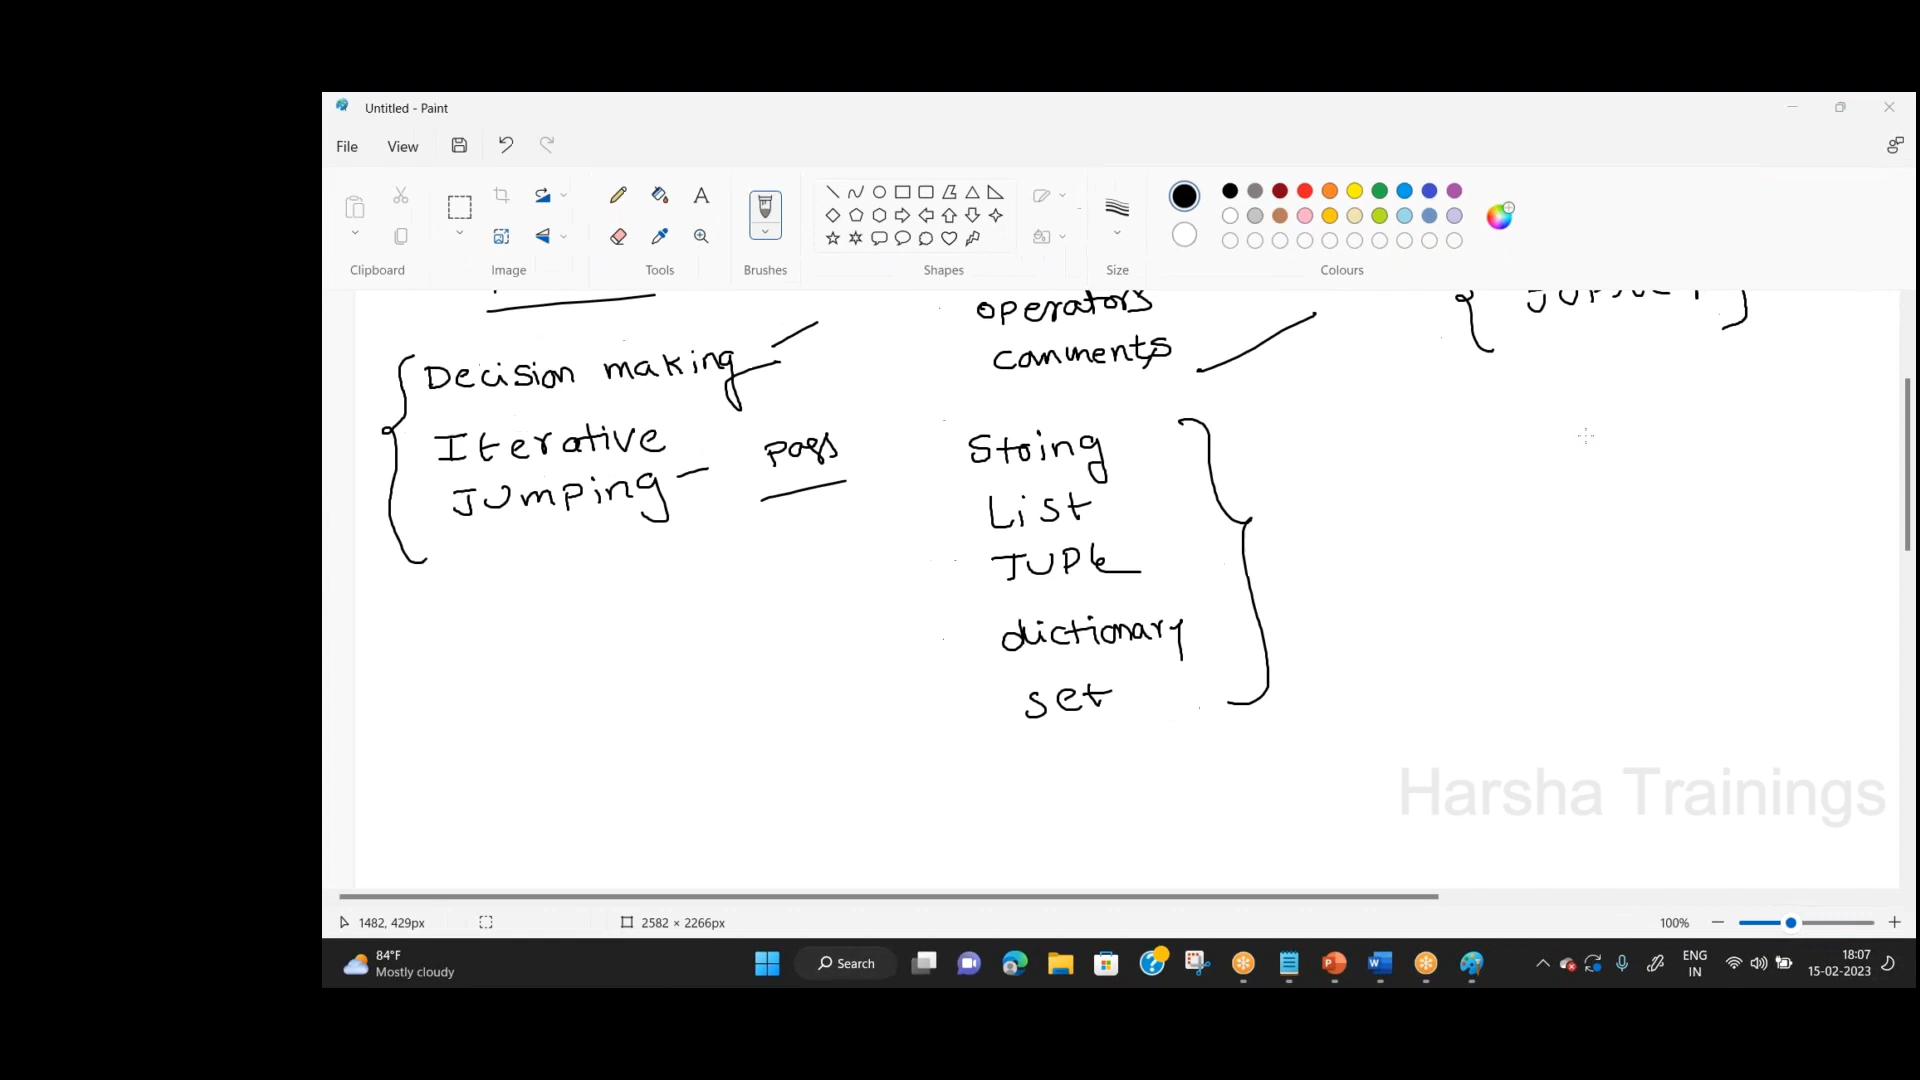 Untitled - Paint
File
View
Clipboard
Image
Tools
Brushes
Shapes
Size
Colours
operators
comments
Decision making
Iterative
Jumping
pass
String
List
Tuple
dictionary
set
Harsha Trainings
1482, 429px
2582 × 2266px
100%
84°F
Mostly cloudy
Search
ENG
IN
18:07
15-02-2023